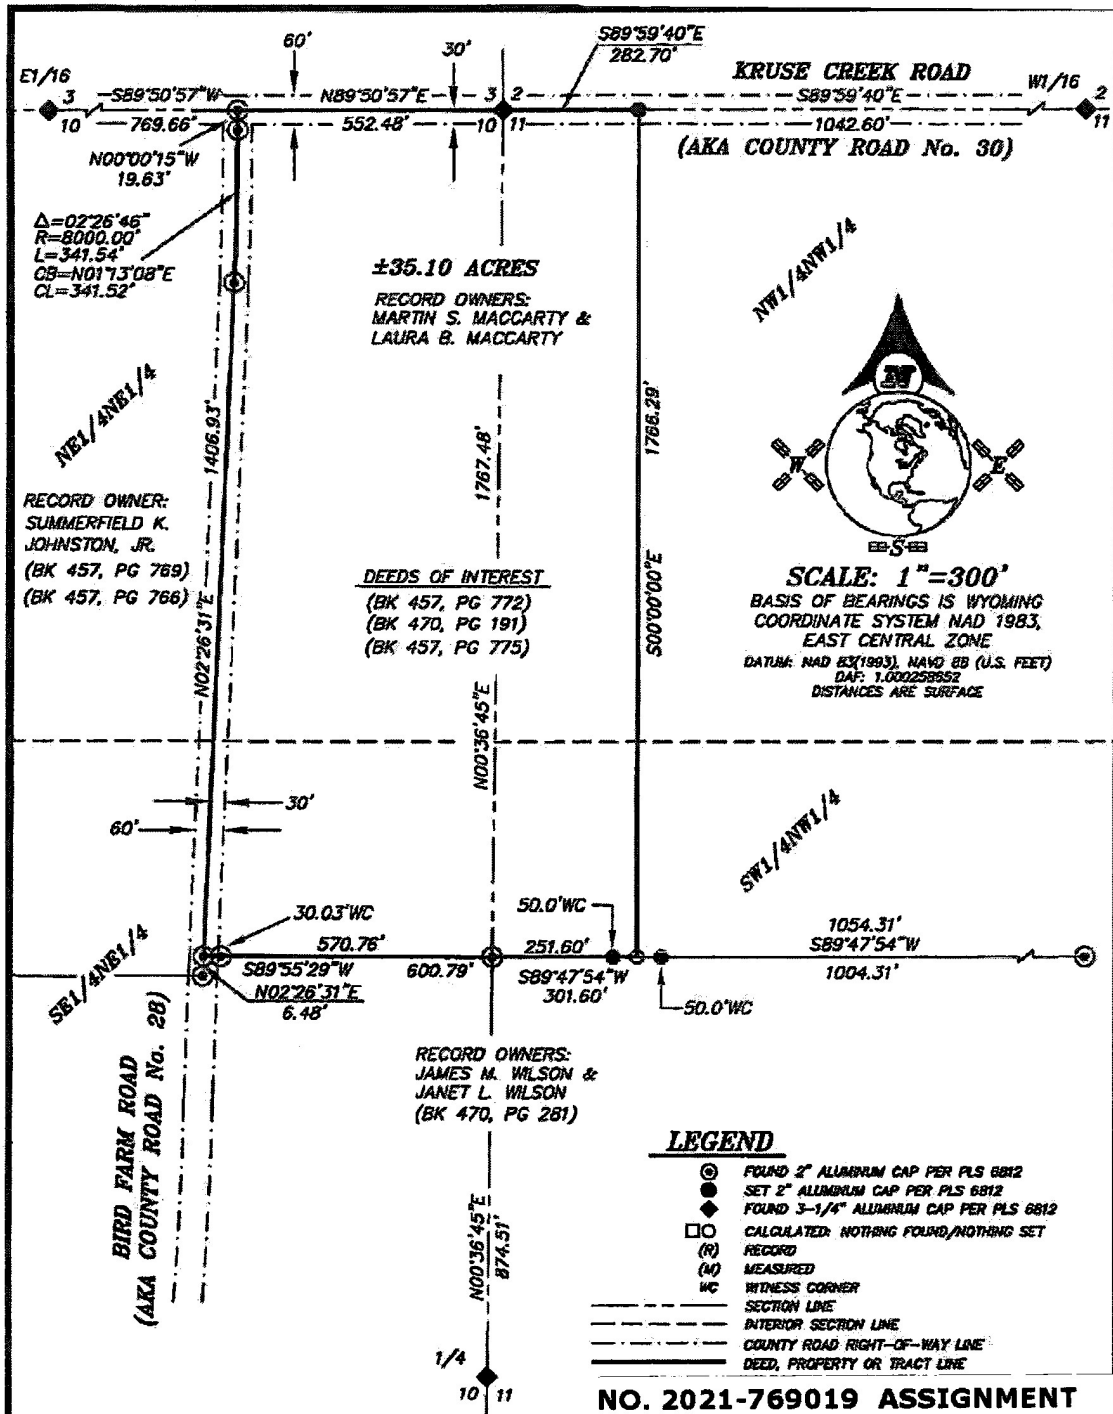 60'
30'
S89°59'40"E
282.70'
KRUSE CREEK ROAD
E1/16
3
10
S89°50'57"W
769.66'
N89°50'57"E
552.48'
3 2
10 11
S89°59'40"E
1042.60'
W1/16
2
11
(AKA COUNTY ROAD No. 30)
N00°00'15"W
19.63'
Δ=02°26'46"
R=8000.00'
L=341.54'
CB=N01°13'08"E
CL=341.52'
±35.10 ACRES
RECORD OWNERS:
MARTIN S. MACCARTY &
LAURA B. MACCARTY
NW1/4NW1/4
NE1/4NE1/4
1406.93'
1767.48'
1766.29'
N
W
E
S
RECORD OWNER:
SUMMERFIELD K.
JOHNSTON, JR.
(BK 457, PG 769)
(BK 457, PG 766)
N02°26'31"E
DEEDS OF INTEREST
(BK 457, PG 772)
(BK 470, PG 191)
(BK 457, PG 775)
S00°00'00"E
SCALE: 1"=300'
BASIS OF BEARINGS IS WYOMING
COORDINATE SYSTEM NAD 1983,
EAST CENTRAL ZONE
DATUM: NAD 83(1993), NAVD 88 (U.S. FEET)
DAF: 1.000258652
DISTANCES ARE SURFACE
N00°36'45"E
30'
60'
SW1/4NW1/4
30.03'WC
50.0'WC
570.76'
S89°55'29"W
600.79'
251.60'
S89°47'54"W
301.60'
1054.31'
S89°47'54"W
1004.31'
50.0'WC
SE1/4NE1/4
N02°26'31"E
6.48'
BIRD FARM ROAD
(AKA COUNTY ROAD No. 28)
RECORD OWNERS:
JAMES M. WILSON &
JANET L. WILSON
(BK 470, PG 281)
N00°36'45"E
874.51'
1/4
10 11
LEGEND
FOUND 2" ALUMINUM CAP PER PLS 6812
SET 2" ALUMINUM CAP PER PLS 6812
FOUND 3-1/4" ALUMINUM CAP PER PLS 6812
CALCULATED: NOTHING FOUND/NOTHING SET
(R) RECORD
(M) MEASURED
WC WITNESS CORNER
SECTION LINE
INTERIOR SECTION LINE
COUNTY ROAD RIGHT-OF-WAY LINE
DEED, PROPERTY OR TRACT LINE
NO. 2021-769019 ASSIGNMENT